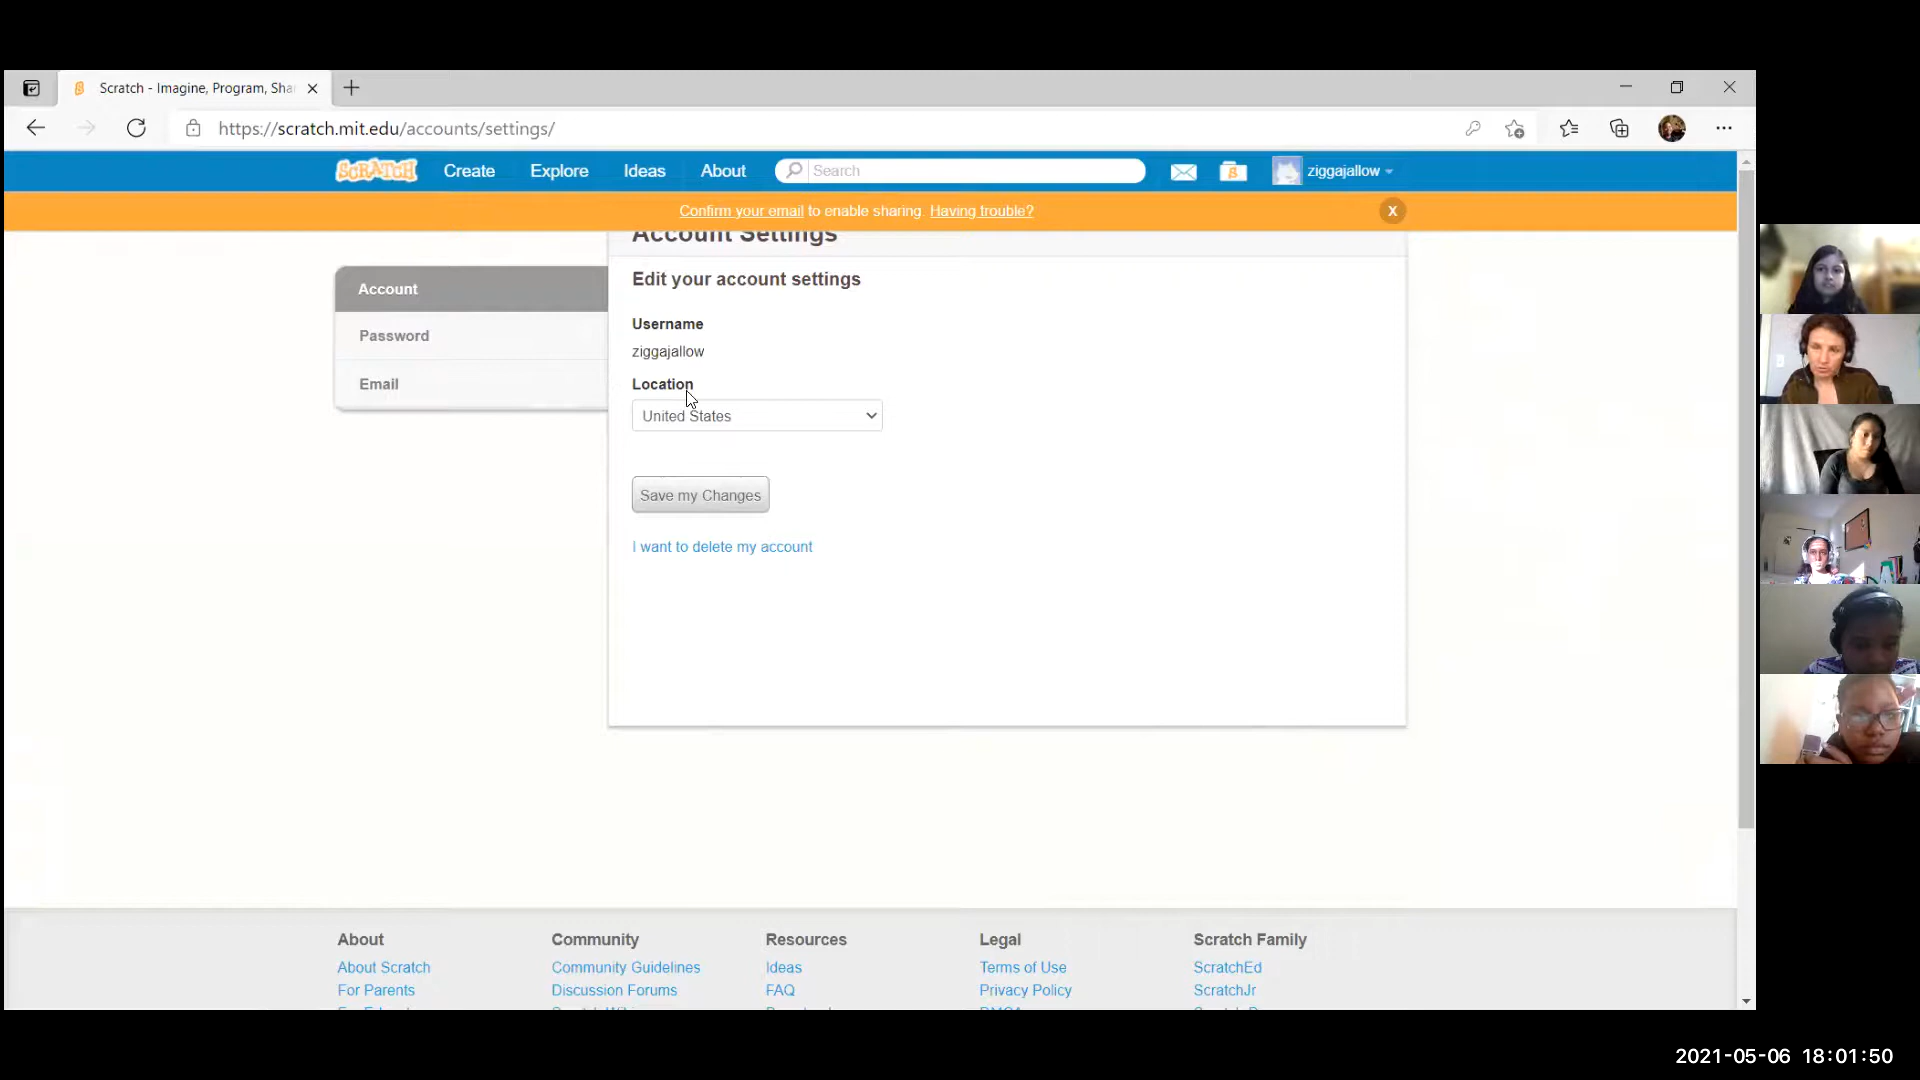 Scratch - Imagine, Program, Sha
https://scratch.mit.edu/accounts/settings/
SCRATCH Create Explore Ideas About Search ziggajallow
Confirm your email to enable sharing. Having trouble? X
Account Settings
Account
Password
Email
Edit your account settings
Username
ziggajallow
Location
United States
Save my Changes
I want to delete my account
About Community Resources Legal Scratch Family
About Scratch Community Guidelines Ideas Terms of Use ScratchEd
For Parents Discussion Forums FAQ Privacy Policy ScratchJr
2021-05-06 18:01:50